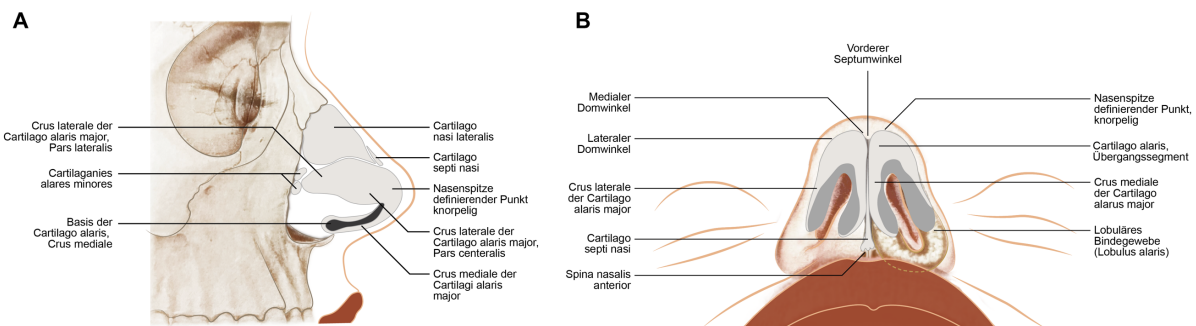 A
Crus laterale der
Cartilago alaris major,
Pars lateralis
Cartilaganies
alares minores
Basis der
Cartilago alaris,
Crus mediale
Cartilago
nasi lateralis
Cartilago
septi nasi
Nasenspitze
definierender Punkt
knorpelig
Crus laterale der
Cartilago alaris major,
Pars centeralis
Crus mediale der
Cartilagi alaris
major
B
Vorderer
Septumwinkel
Medialer
Domwinkel
Lateraler
Domwinkel
Crus laterale
der Cartilago
alaris major
Cartilago
septi nasi
Spina nasalis
anterior
Nasenspitze
definierender Punkt,
knorpelig
Cartilago alaris,
Übergangssegment
Crus mediale
der Cartilago
alarus major
Lobuläres
Bindegewebe
(Lobulus alaris)